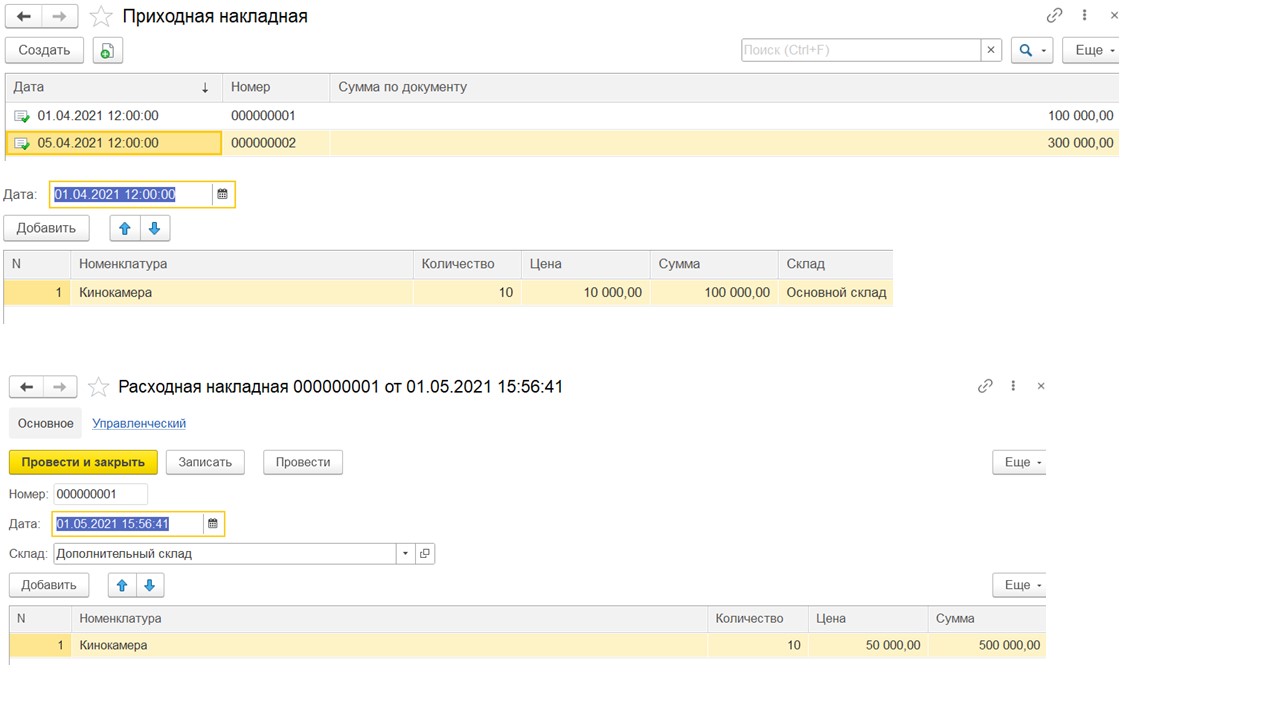 Приходная накладная
Создать Поиск (Ctrl+F) Еще
Дата Номер Сумма по документу
01.04.2021 12:00:00 000000001 100 000,00
05.04.2021 12:00:00 000000002 300 000,00
Дата: 01.04.2021 12:00:00
Добавить
N Номенклатура Количество Цена Сумма Склад
1 Кинокамера 10 10 000,00 100 000,00 Основной склад
Расходная накладная 000000001 от 01.05.2021 15:56:41
Основное Управленческий
Провести и закрыть Записать Провести Еще
Номер: 000000001
Дата: 01.05.2021 15:56:41
Склад: Дополнительный склад
Добавить Еще
N Номенклатура Количество Цена Сумма
1 Кинокамера 10 50 000,00 500 000,00